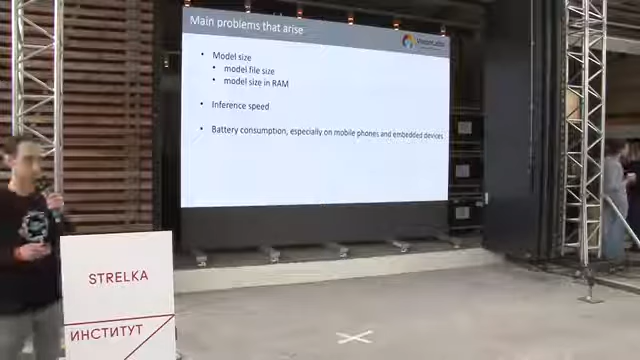 Main problems that arise
VisionLabs
• Model size
• model file size
• model size in RAM
• Inference speed
• Battery consumption, especially on mobile phones and embedded devices
STRELKA
ИНСТИТУТ